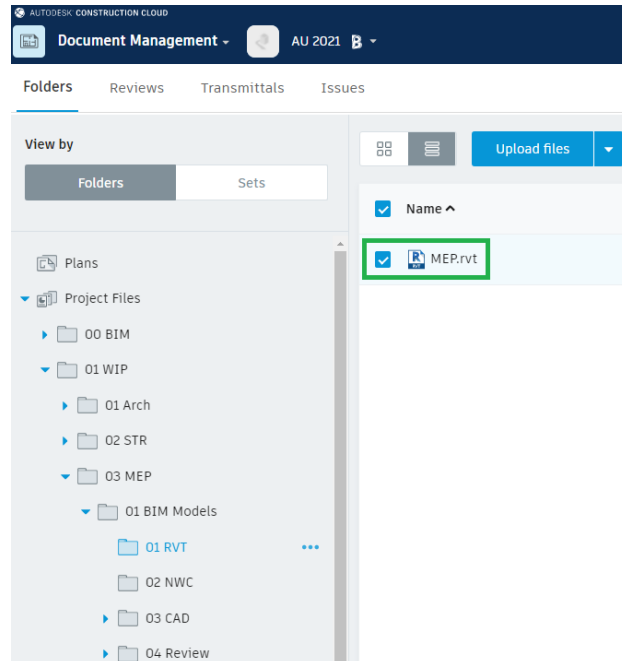 AUTODESK CONSTRUCTION CLOUD
Document Management
AU 2021
Folders
Reviews
Transmittals
Issues
View by
Folders
Sets
Plans
Project Files
00 BIM
01 WIP
01 Arch
02 STR
03 MEP
01 BIM Models
01 RVT
02 NWC
03 CAD
04 Review
Upload files
Name
MEP.rvt